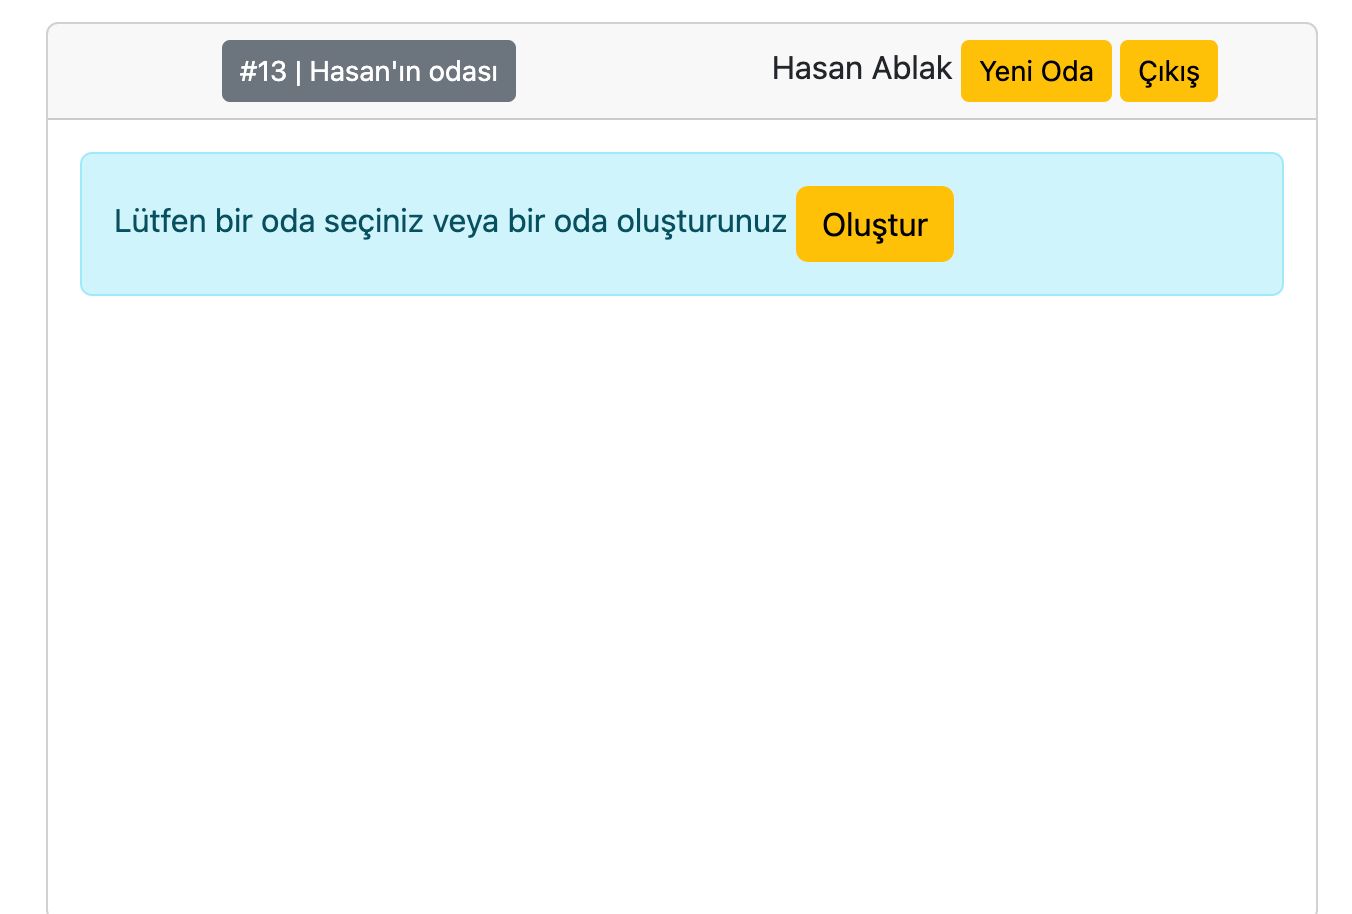 #13 | Hasan'ın odası Hasan Ablak Yeni Oda Çıkış
Lütfen bir oda seçiniz veya bir oda oluşturunuz Oluştur